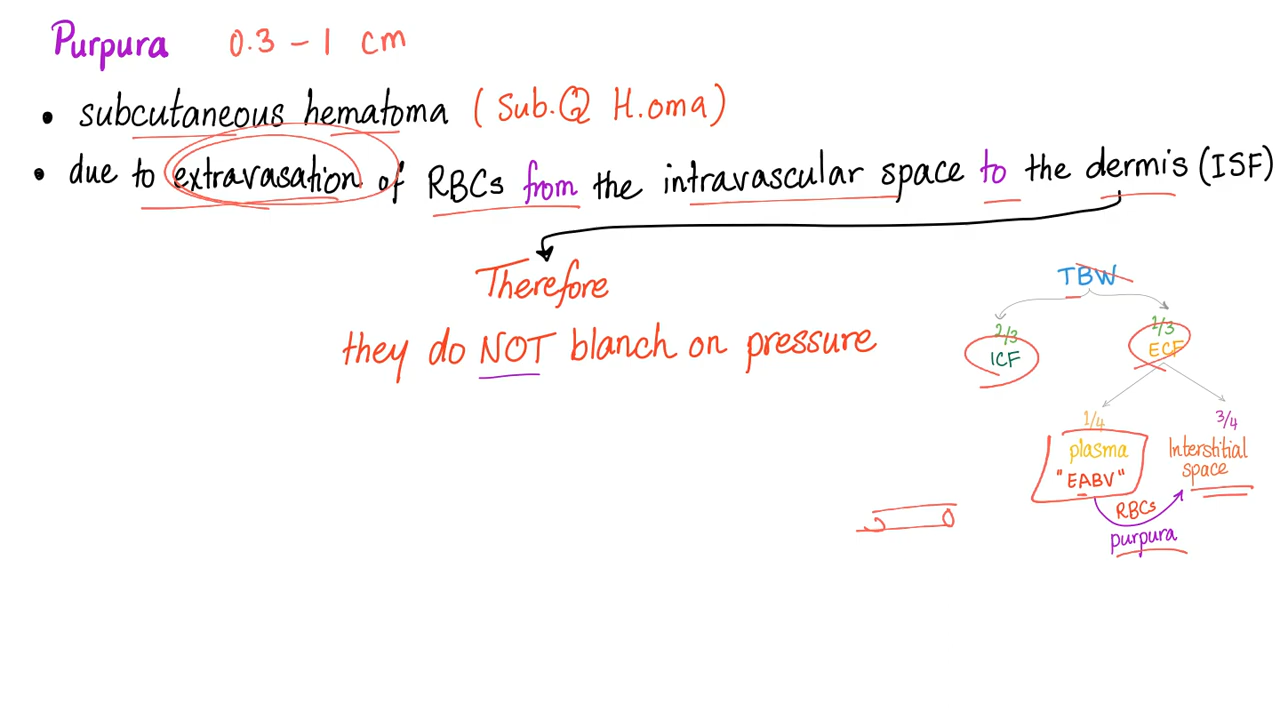 Purpura 0.3 - 1 cm
• subcutaneous hematoma (Sub.Q H.oma)
• due to extravasation of RBCs from the intravascular space to the dermis (ISF)
Therefore
they do NOT blanch on pressure
TBW
2/3 1/3
ICF ECF
1/4 3/4
plasma Interstitial
"EABV" space
RBCs
purpura